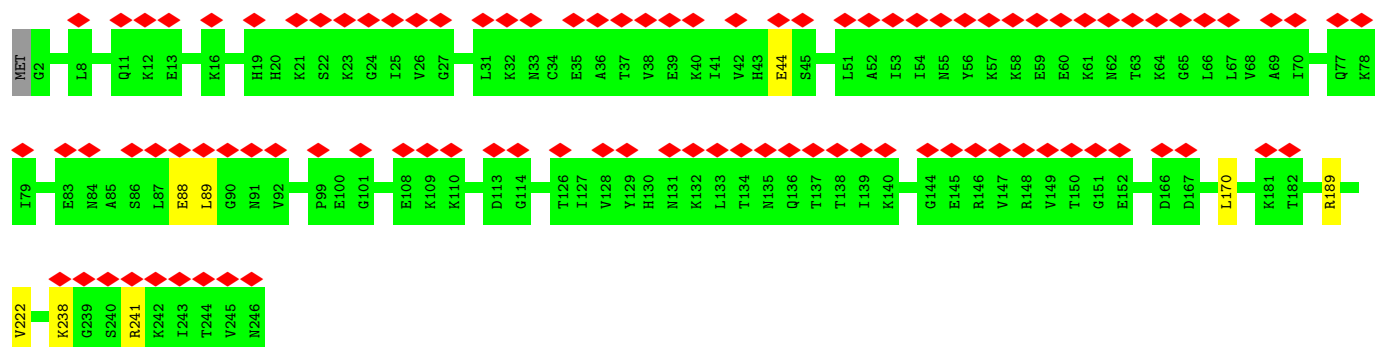 MET G2 L8 Q11 K12 E13 K16 H19 H20 K21 S22 K23 G24 I25 V26 G27 L31 K32 N33 C34 E35 A36 T37 V38 E39 K40 I41 V42 H43 E44 S45 L51 A52 I53 I54 N55 Y56 K57 K58 E59 E60 K61 N62 T63 K64 G65 L66 L67 V68 A69 I70 Q77 K78
I79 E83 N84 A85 S86 L87 E88 L89 G90 N91 V92 P99 E100 G101 E108 K109 K110 D113 G114 T126 I127 V128 Y129 H130 N131 K132 L133 T134 N135 Q136 T137 T138 I139 K140 G144 E145 R146 V147 R148 V149 T150 G151 E152 D166 D167 L170 K181 T182 R189
V222 K238 G239 S240 R241 K242 I243 T244 V245 N246